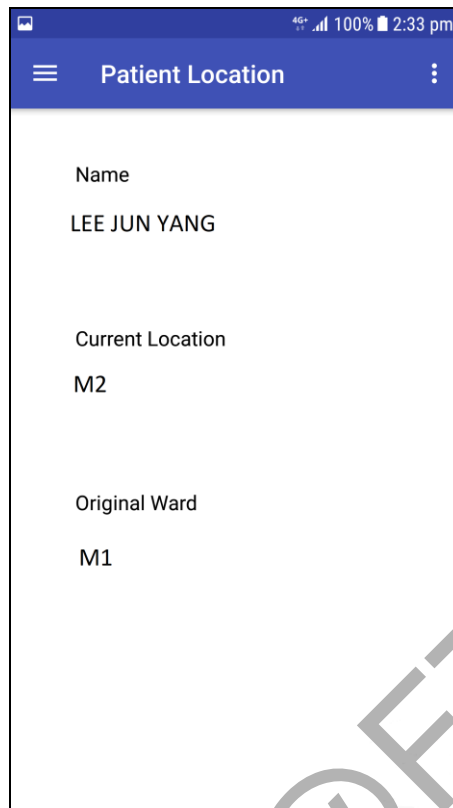 4G+ 100% 2:33 pm
Patient Location
Name
LEE JUN YANG
Current Location
M2
Original Ward
M1